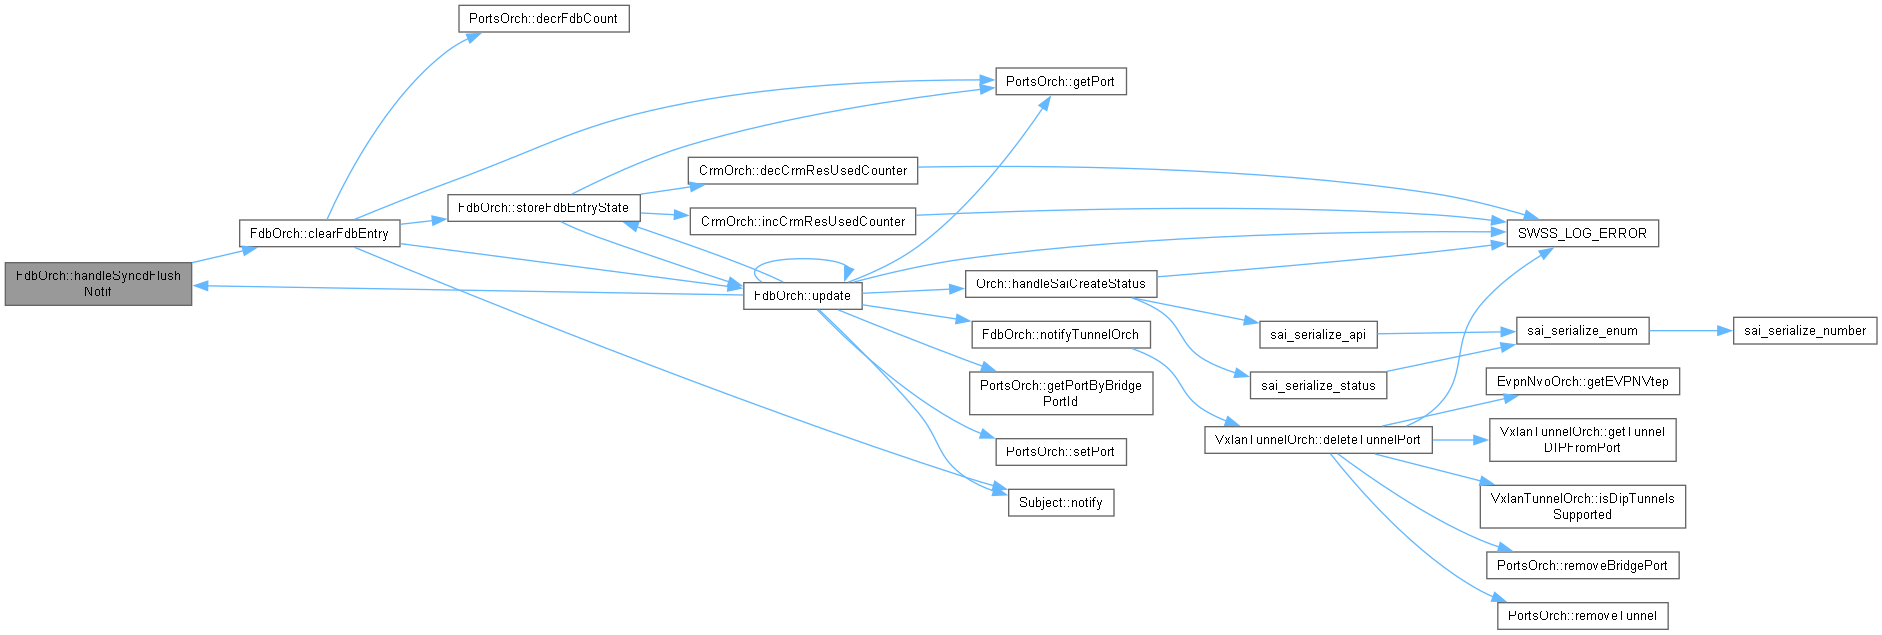 PortsOrch::decrFdbCount
PortsOrch::getPort
CrmOrch::decCrmResUsedCounter
FdbOrch::storeFdbEntryState
CrmOrch::incCrmResUsedCounter
FdbOrch::clearFdbEntry
SWSS_LOG_ERROR
FdbOrch::handleSyncdFlush
Notif
Orch::handleSaiCreateStatus
FdbOrch::update
FdbOrch::notifyTunnelOrch
sai_serialize_api
sai_serialize_enum
sai_serialize_number
PortsOrch::getPortByBridge
PortId
sai_serialize_status
EvpnNvoOrch::getEVPNVtep
VxlanTunnelOrch::deleteTunnelPort
VxlanTunnelOrch::getTunnel
DIPFromPort
PortsOrch::setPort
Subject::notify
VxlanTunnelOrch::isDipTunnels
Supported
PortsOrch::removeBridgePort
PortsOrch::removeTunnel